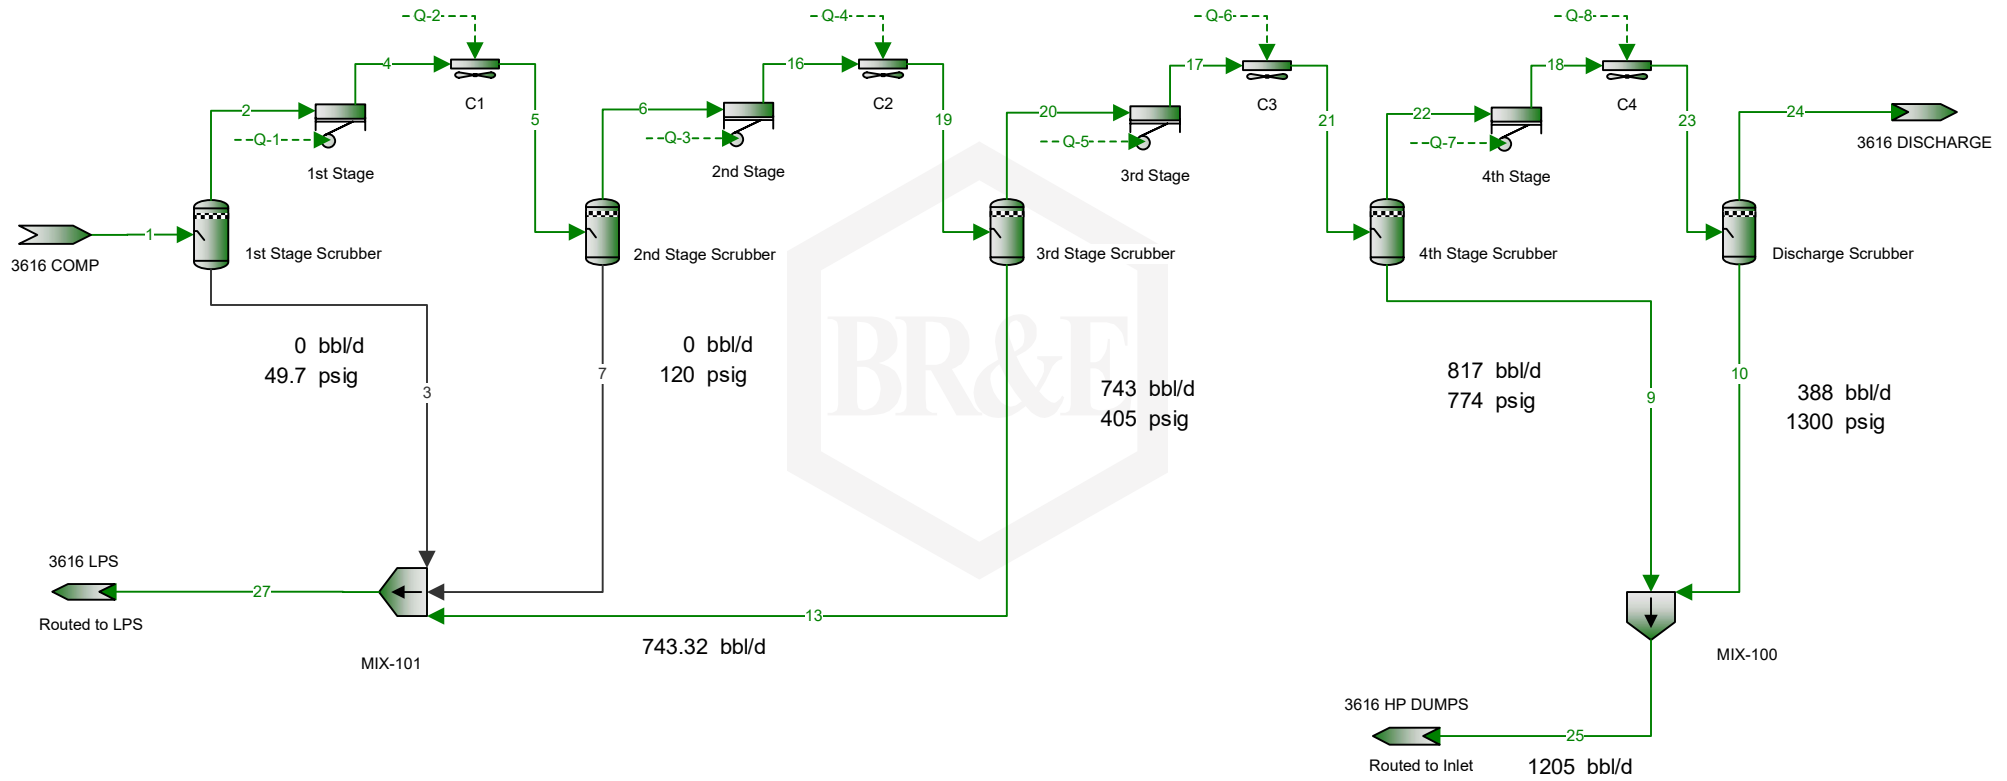 Q-2
Q-4
Q-6
Q-8
4
16
17
18
C1
C2
C3
C4
2
6
20
22
24
5
19
21
23
Q-1
Q-3
Q-5
Q-7
3616 DISCHARGE
1st Stage
2nd Stage
3rd Stage
4th Stage
1
3616 COMP
1st Stage Scrubber
2nd Stage Scrubber
3rd Stage Scrubber
4th Stage Scrubber
Discharge Scrubber
0 bbl/d
49.7 psig
3
0 bbl/d
120 psig
7
BR&E
743 bbl/d
405 psig
817 bbl/d
774 psig
9
10
388 bbl/d
1300 psig
3616 LPS
27
Routed to LPS
MIX-101
13
743.32 bbl/d
MIX-100
3616 HP DUMPS
25
Routed to Inlet
1205 bbl/d